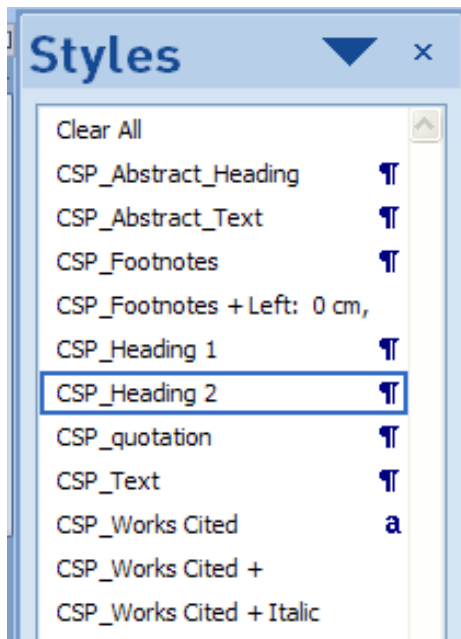 Styles
Clear All
CSP_Abstract_Heading ¶
CSP_Abstract_Text ¶
CSP_Footnotes ¶
CSP_Footnotes + Left: 0 cm,
CSP_Heading 1 ¶
CSP_Heading 2 ¶
CSP_quotation ¶
CSP_Text ¶
CSP_Works Cited a
CSP_Works Cited +
CSP_Works Cited + Italic